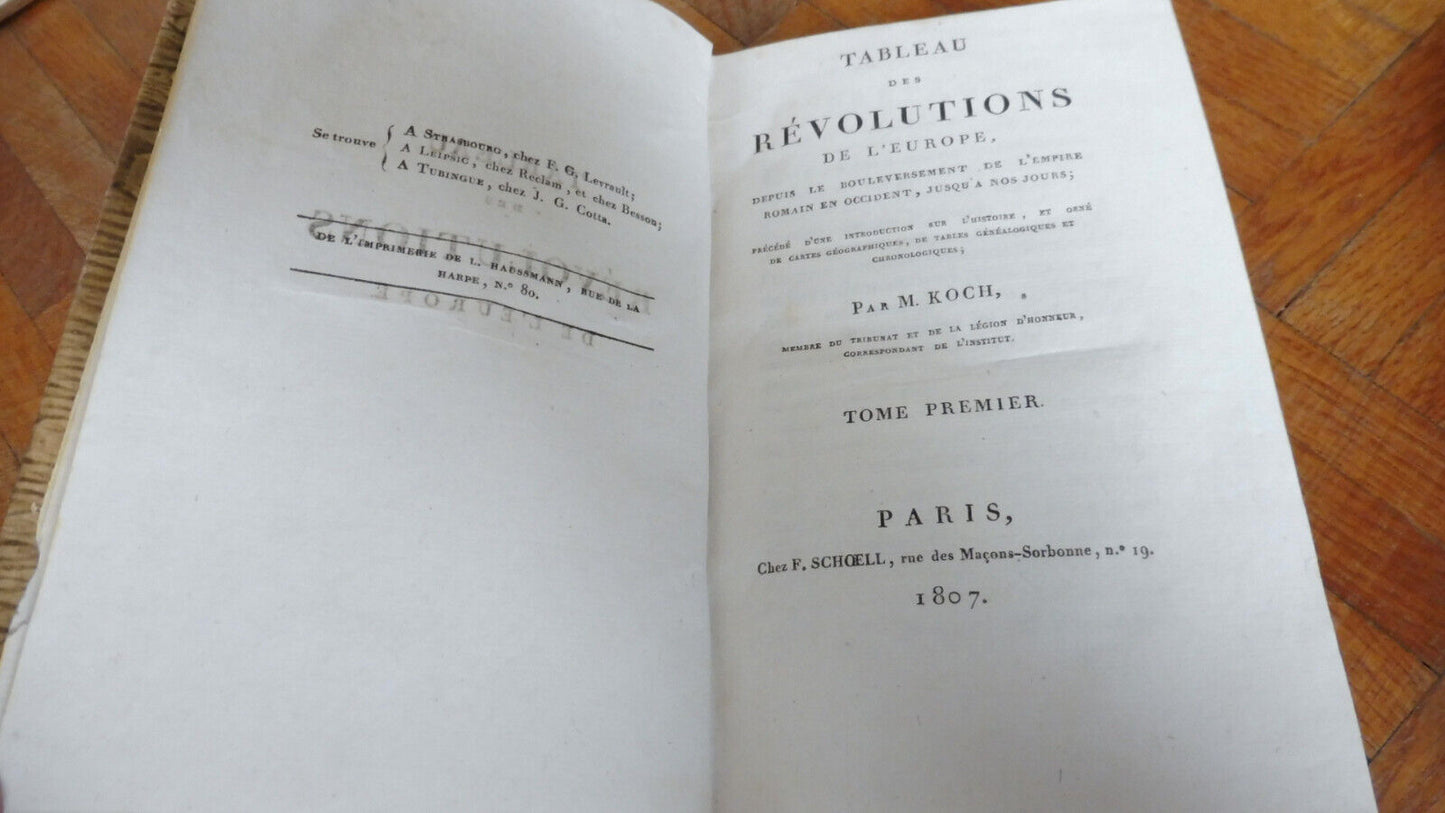 Se trouve
A Strasbourg, chez F. G. Levrault;
A Leipsic, chez Reclam, et chez Besson;
A Tubingue, chez J. G. Cotta.
DE L'IMPRIMERIE DE L. HAUSSMANN, RUE DE LA
HARPE, N.º 80.
TABLEAU
DES
RÉVOLUTIONS
DE L'EUROPE,
DEPUIS LE BOULEVERSEMENT DE L'EMPIRE
ROMAIN EN OCCIDENT, JUSQU'A NOS JOURS;
PRÉCÉDÉ D'UNE INTRODUCTION SUR L'HISTOIRE, ET ORNÉ
DE CARTES GÉOGRAPHIQUES, DE TABLES GÉNÉALOGIQUES ET
CHRONOLOGIQUES;
PAR M. KOCH,
MEMBRE DU TRIBUNAT ET DE LA LÉGION D'HONNEUR,
CORRESPONDANT DE L'INSTITUT.
TOME PREMIER.
PARIS,
Chez F. SCHŒLL, rue des Maçons-Sorbonne, n.º 19.
1807.